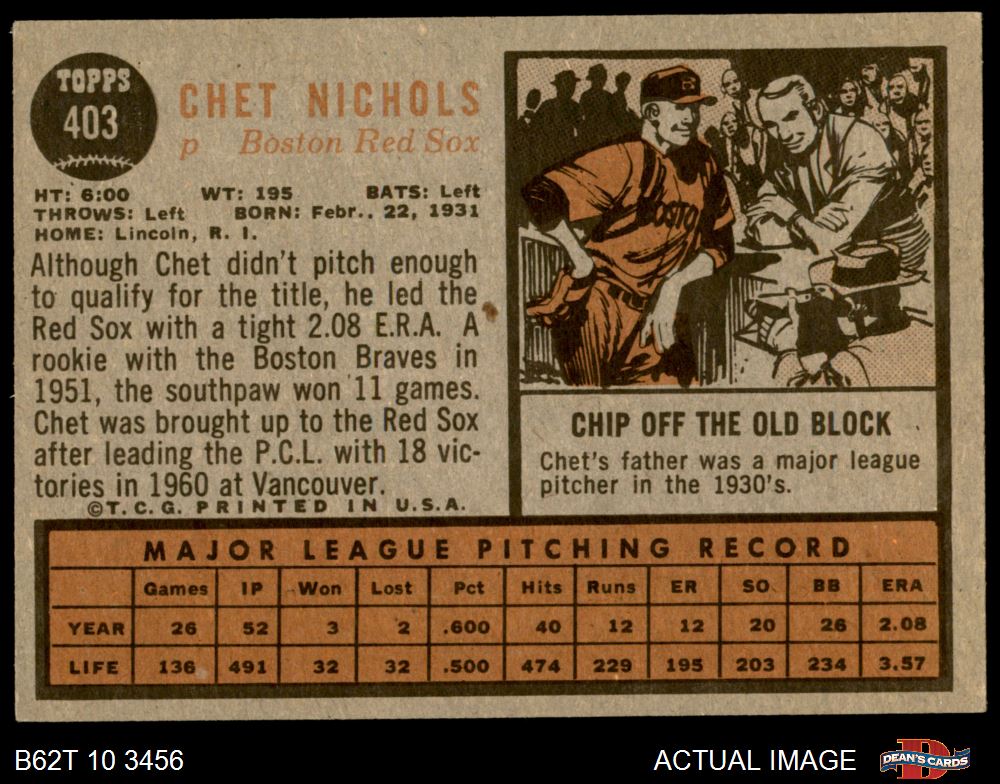 TOPPS
403
CHET NICHOLS
p Boston Red Sox
HT: 6:00 WT: 195 BATS: Left
THROWS: Left BORN: Febr.. 22, 1931
HOME: Lincoln, R. I.
Although Chet didn't pitch enough
to qualify for the title, he led the
Red Sox with a tight 2.08 E.R.A. A
rookie with the Boston Braves in
1951, the southpaw won 11 games.
Chet was brought up to the Red Sox
after leading the P.C.L. with 18 vic-
tories in 1960 at Vancouver.
©T.C.G. PRINTED IN U.S.A.
B
BOSTO
CHIP OFF THE OLD BLOCK
Chet's father was a major league
pitcher in the 1930's.
MAJOR LEAGUE PITCHING RECORD
Games IP Won Lost Pct Hits Runs ER SO BB ERA
YEAR 26 52 3 2 .600 40 12 12 20 26 2.08
LIFE 136 491 32 32 .500 474 229 195 203 234 3.57
B62T 10 3456
ACTUAL IMAGE
D
DEAN'S CARDS